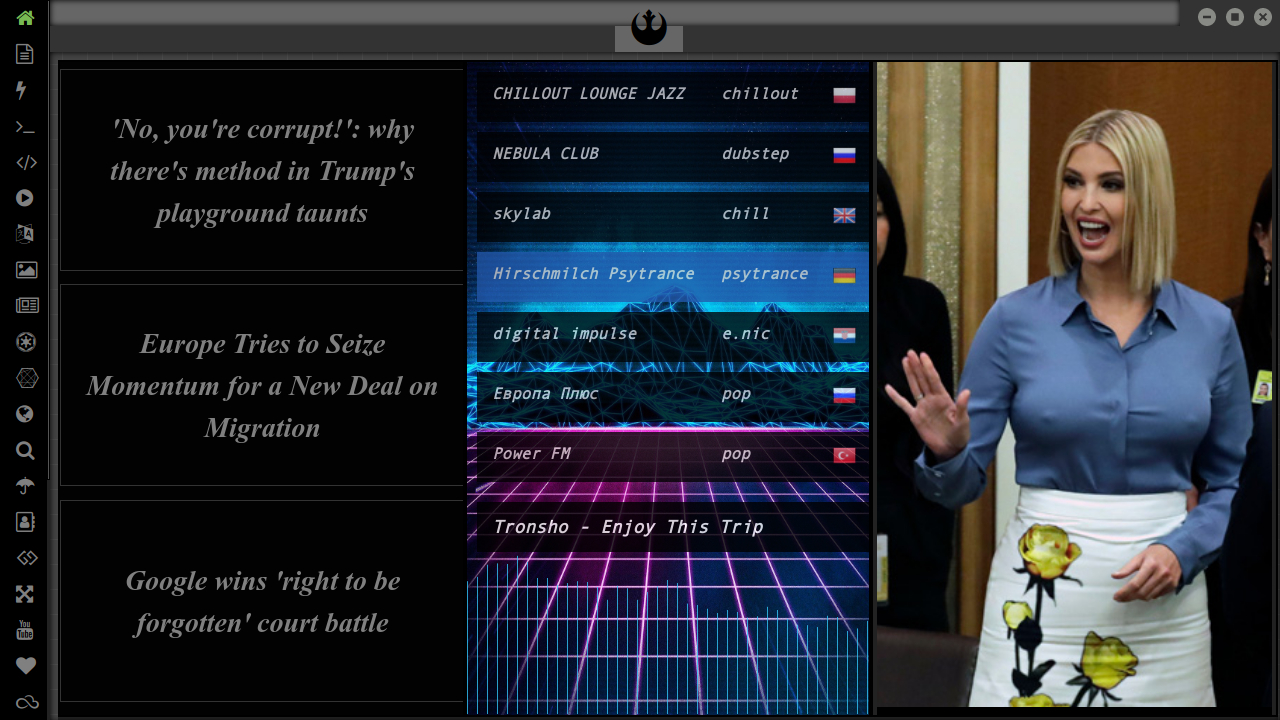 'No, you're corrupt!': why
there's method in Trump's
playground taunts
Europe Tries to Seize
Momentum for a New Deal on
Migration
Google wins 'right to be
forgotten' court battle
CHILLOUT LOUNGE JAZZ chillout
NEBULA CLUB dubstep
skylab chill
Hirschmilch Psytrance psytrance
digital impulse e.nic
Европа Плюс pop
Power FM pop
Tronsho - Enjoy This Trip
You
Tube